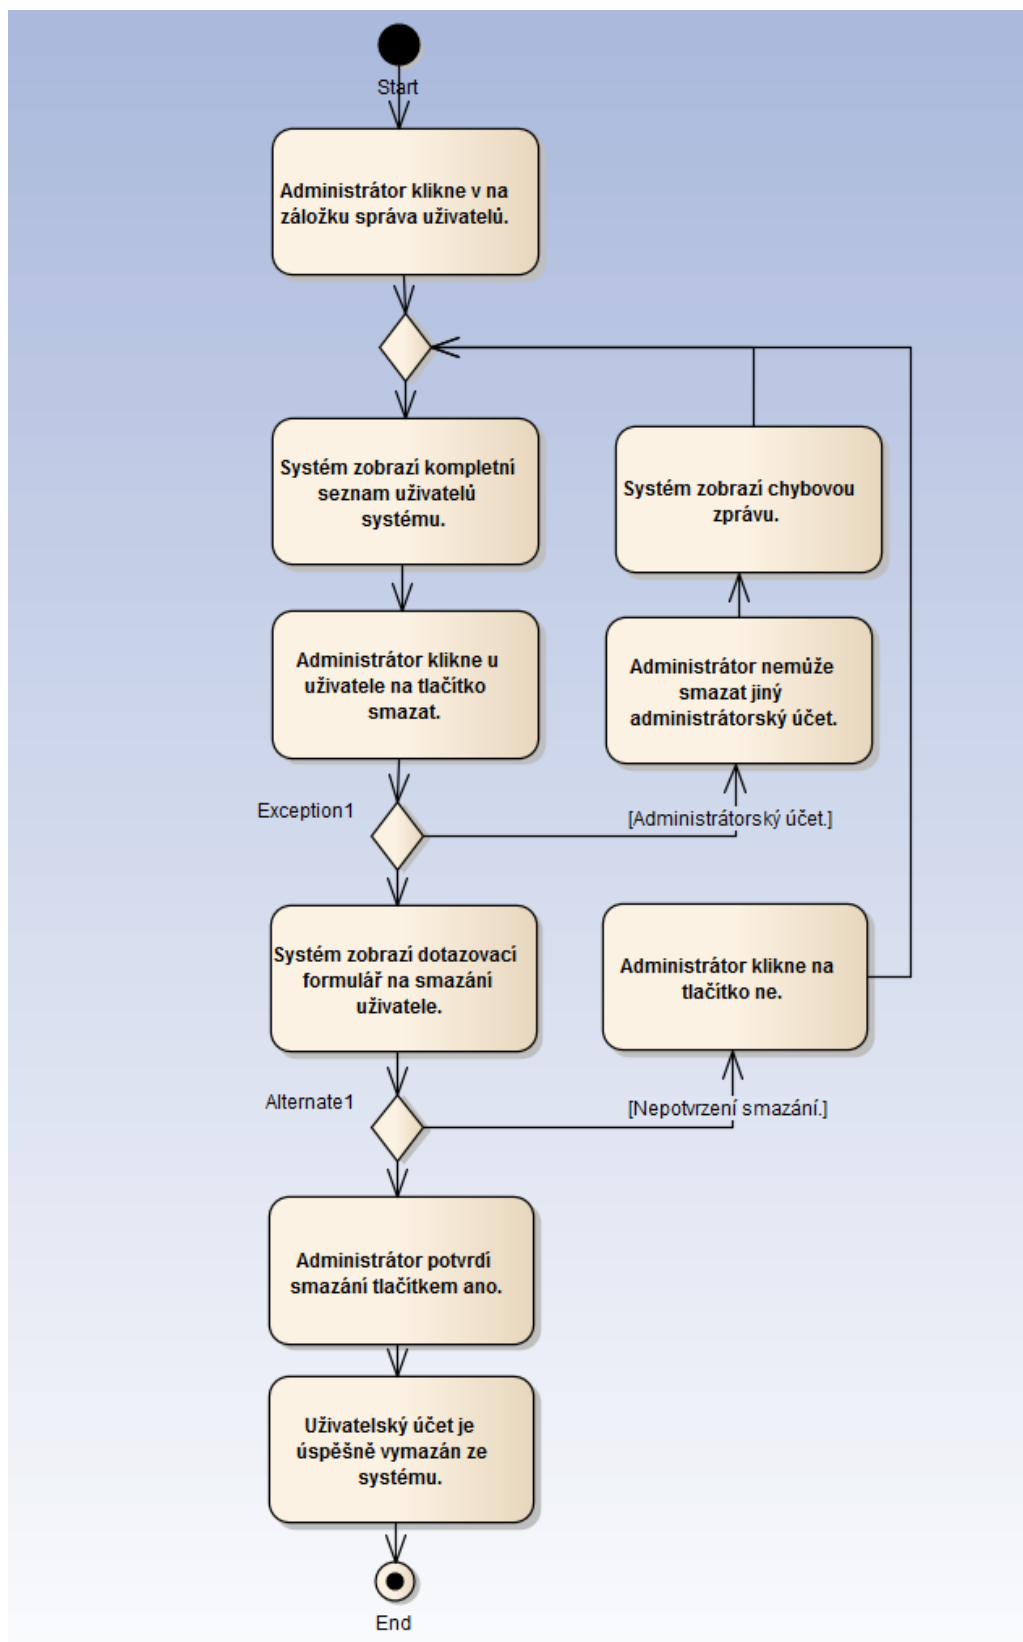 Start
Administrátor klikne v na
záložku správa uživatelů.
Systém zobrazí kompletní
seznam uživatelů
systému.
Systém zobrazí chybovou
zprávu.
Administrátor klikne u
uživatele na tlačítko
smazat.
Administrátor nemůže
smazat jiný
administrátorský účet.
Exception1
[Administrátorský účet.]
Systém zobrazí dotazovací
formulář na smazání
uživatele.
Administrátor klikne na
tlačítko ne.
Alternate1
[Nepotvrzení smazání.]
Administrátor potvrdí
smazání tlačítkem ano.
Uživatelský účet je
úspěšně vymazán ze
systému.
End